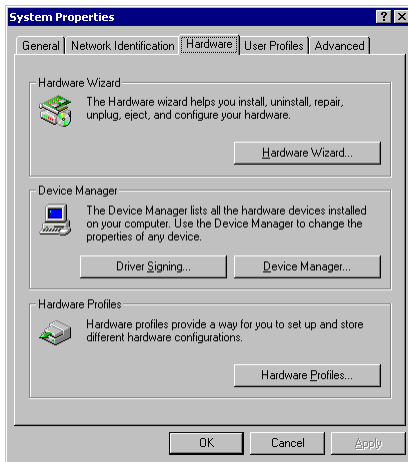 System Properties
General Network Identification Hardware User Profiles Advanced
Hardware Wizard
The Hardware wizard helps you install, uninstall, repair,
unplug, eject, and configure your hardware.
Hardware Wizard...
Device Manager
The Device Manager lists all the hardware devices installed
on your computer. Use the Device Manager to change the
properties of any device.
Driver Signing... Device Manager...
Hardware Profiles
Hardware profiles provide a way for you to set up and store
different hardware configurations.
Hardware Profiles...
OK Cancel Apply